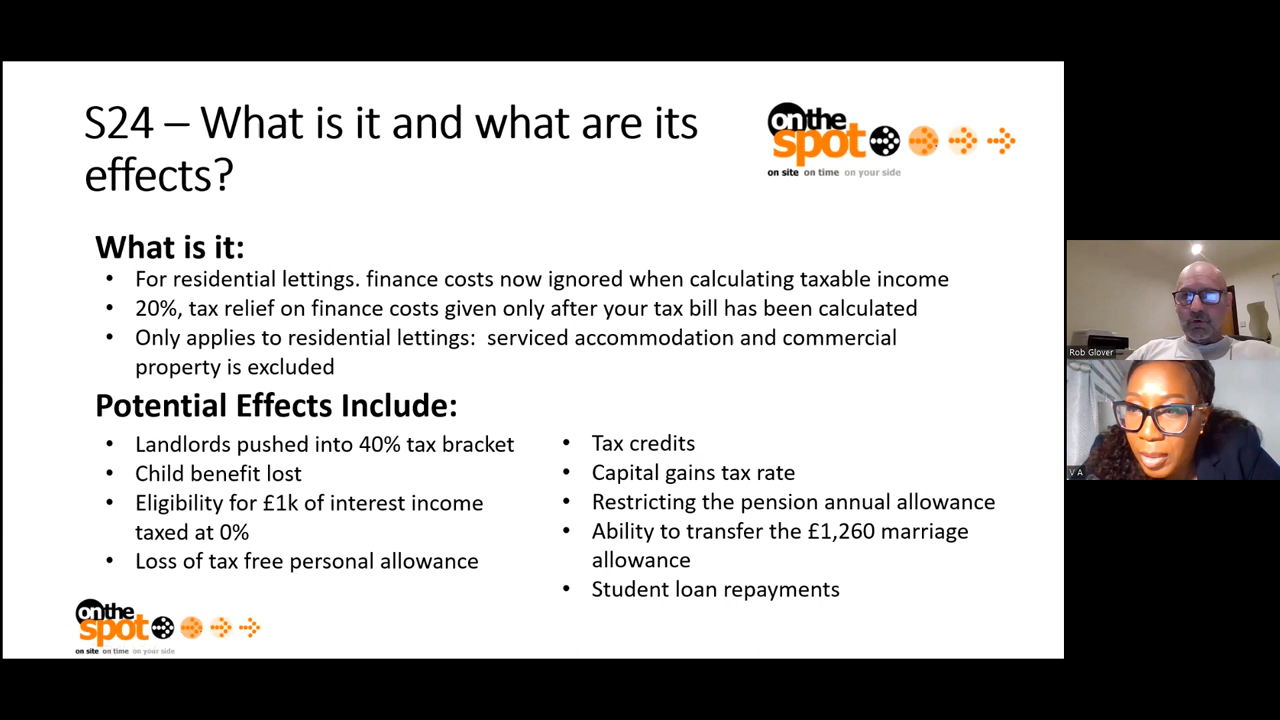 S24 – What is it and what are its
effects?
on the
spot
on site on time on your side
What is it:
• For residential lettings. finance costs now ignored when calculating taxable income
• 20%, tax relief on finance costs given only after your tax bill has been calculated
• Only applies to residential lettings: serviced accommodation and commercial
property is excluded
Potential Effects Include:
• Landlords pushed into 40% tax bracket
• Child benefit lost
• Eligibility for £1k of interest income
taxed at 0%
• Loss of tax free personal allowance
• Tax credits
• Capital gains tax rate
• Restricting the pension annual allowance
• Ability to transfer the £1,260 marriage
allowance
• Student loan repayments
on the
spot
on site on time on your side
Rob Glover
V A